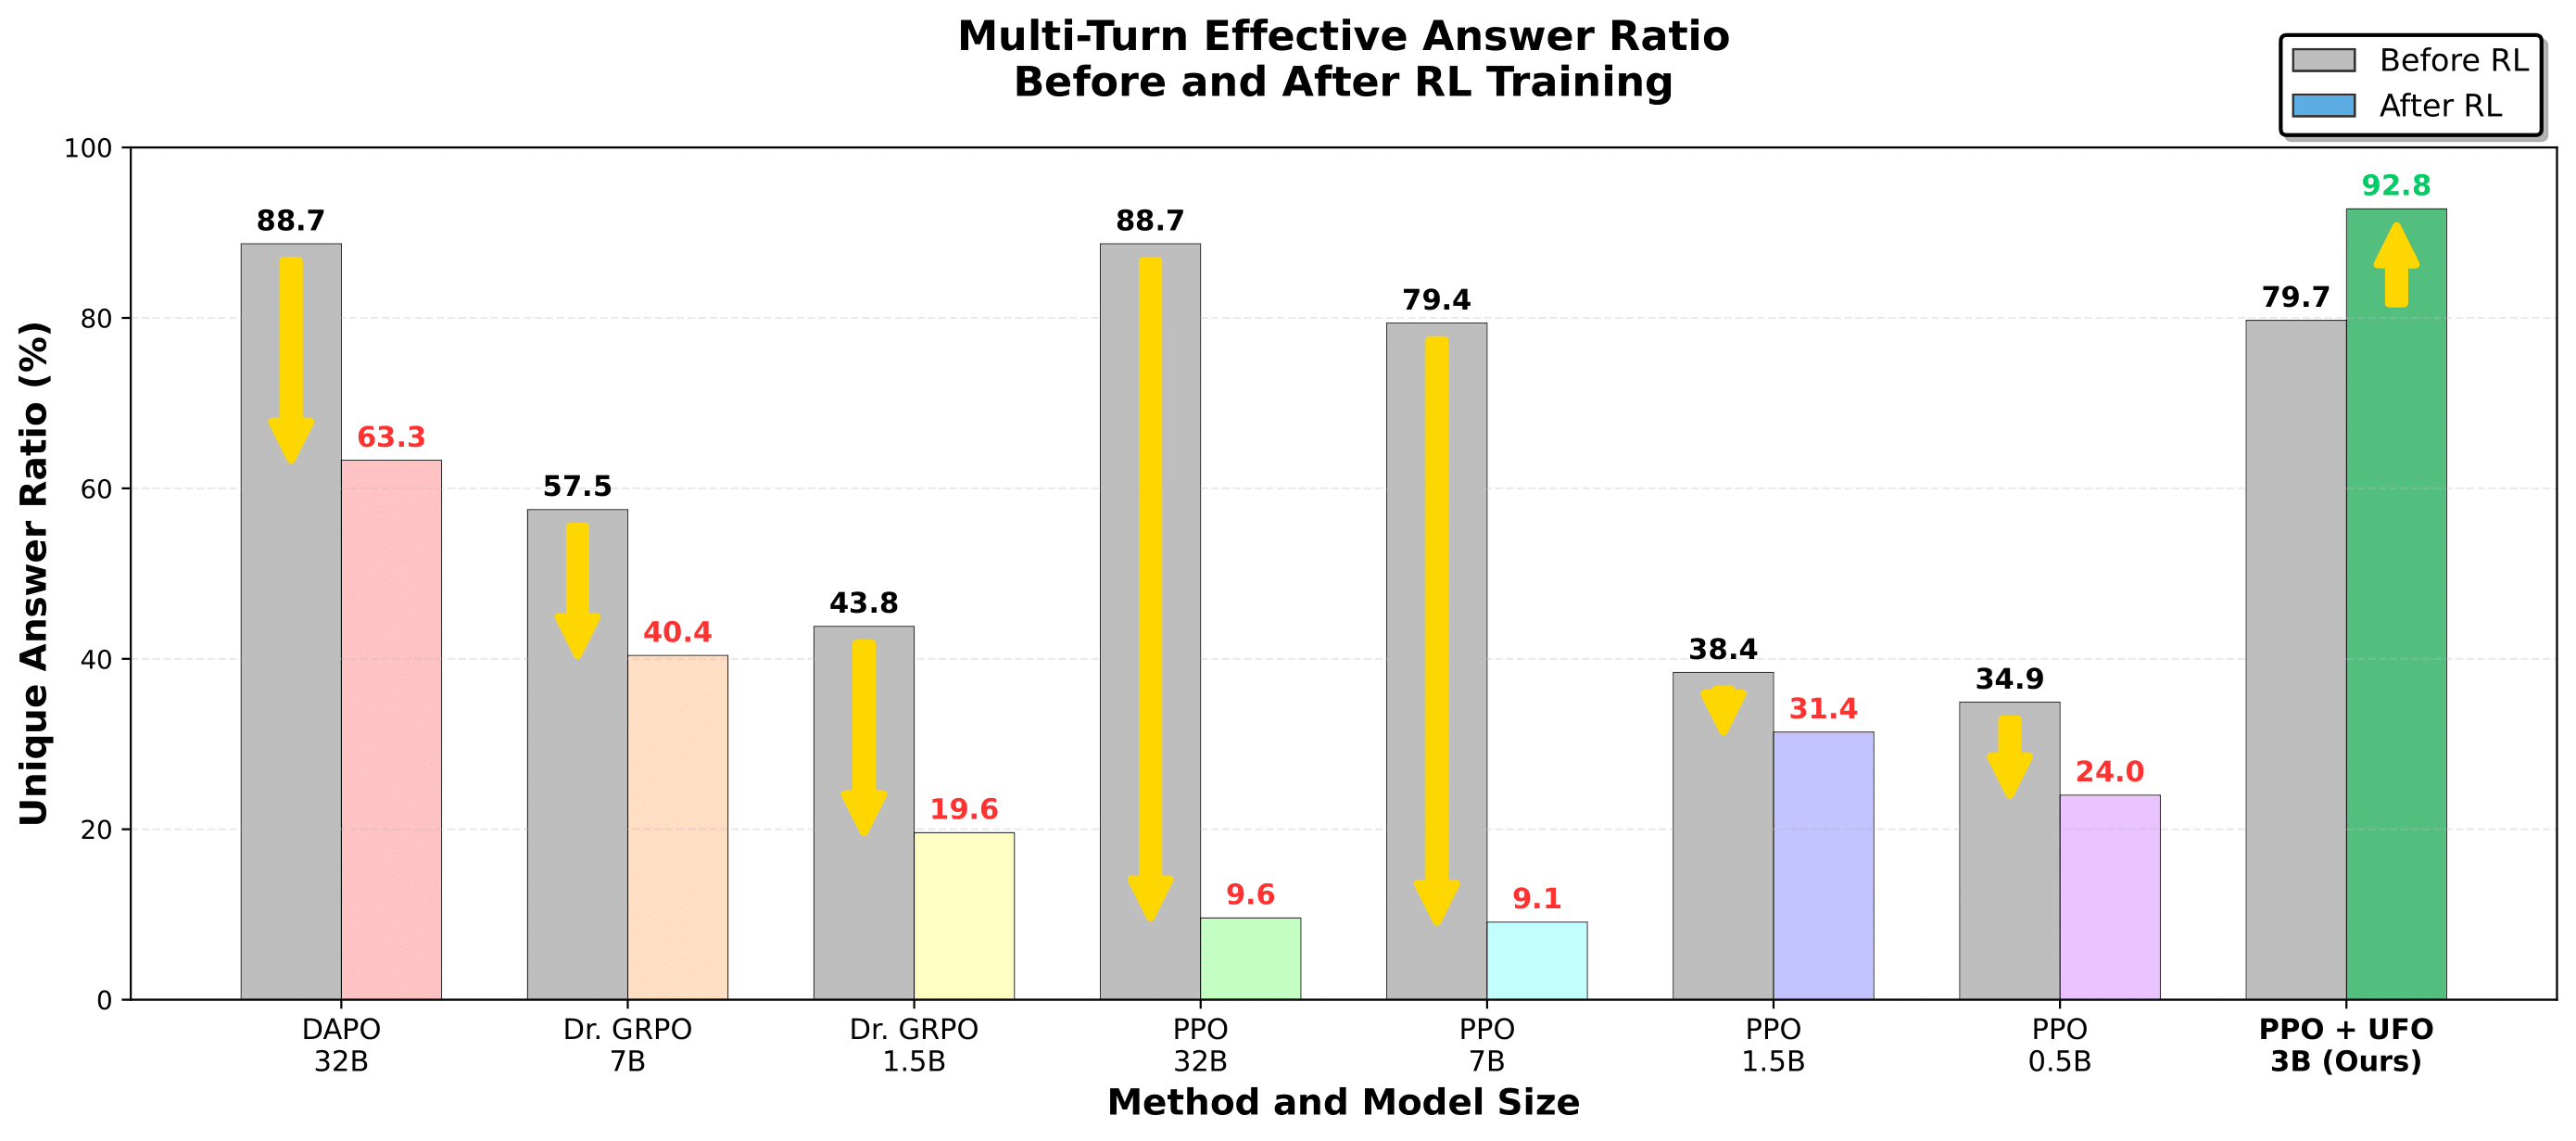 Multi-Turn Effective Answer Ratio
Before and After RL Training
Before RL
After RL
Unique Answer Ratio (%)
100
80
60
40
20
0
88.7
63.3
57.5
40.4
43.8
19.6
88.7
9.6
79.4
9.1
38.4
31.4
34.9
24.0
79.7
92.8
DAPO
32B
Dr. GRPO
7B
Dr. GRPO
1.5B
PPO
32B
PPO
7B
PPO
1.5B
PPO
0.5B
PPO + UFO
3B (Ours)
Method and Model Size